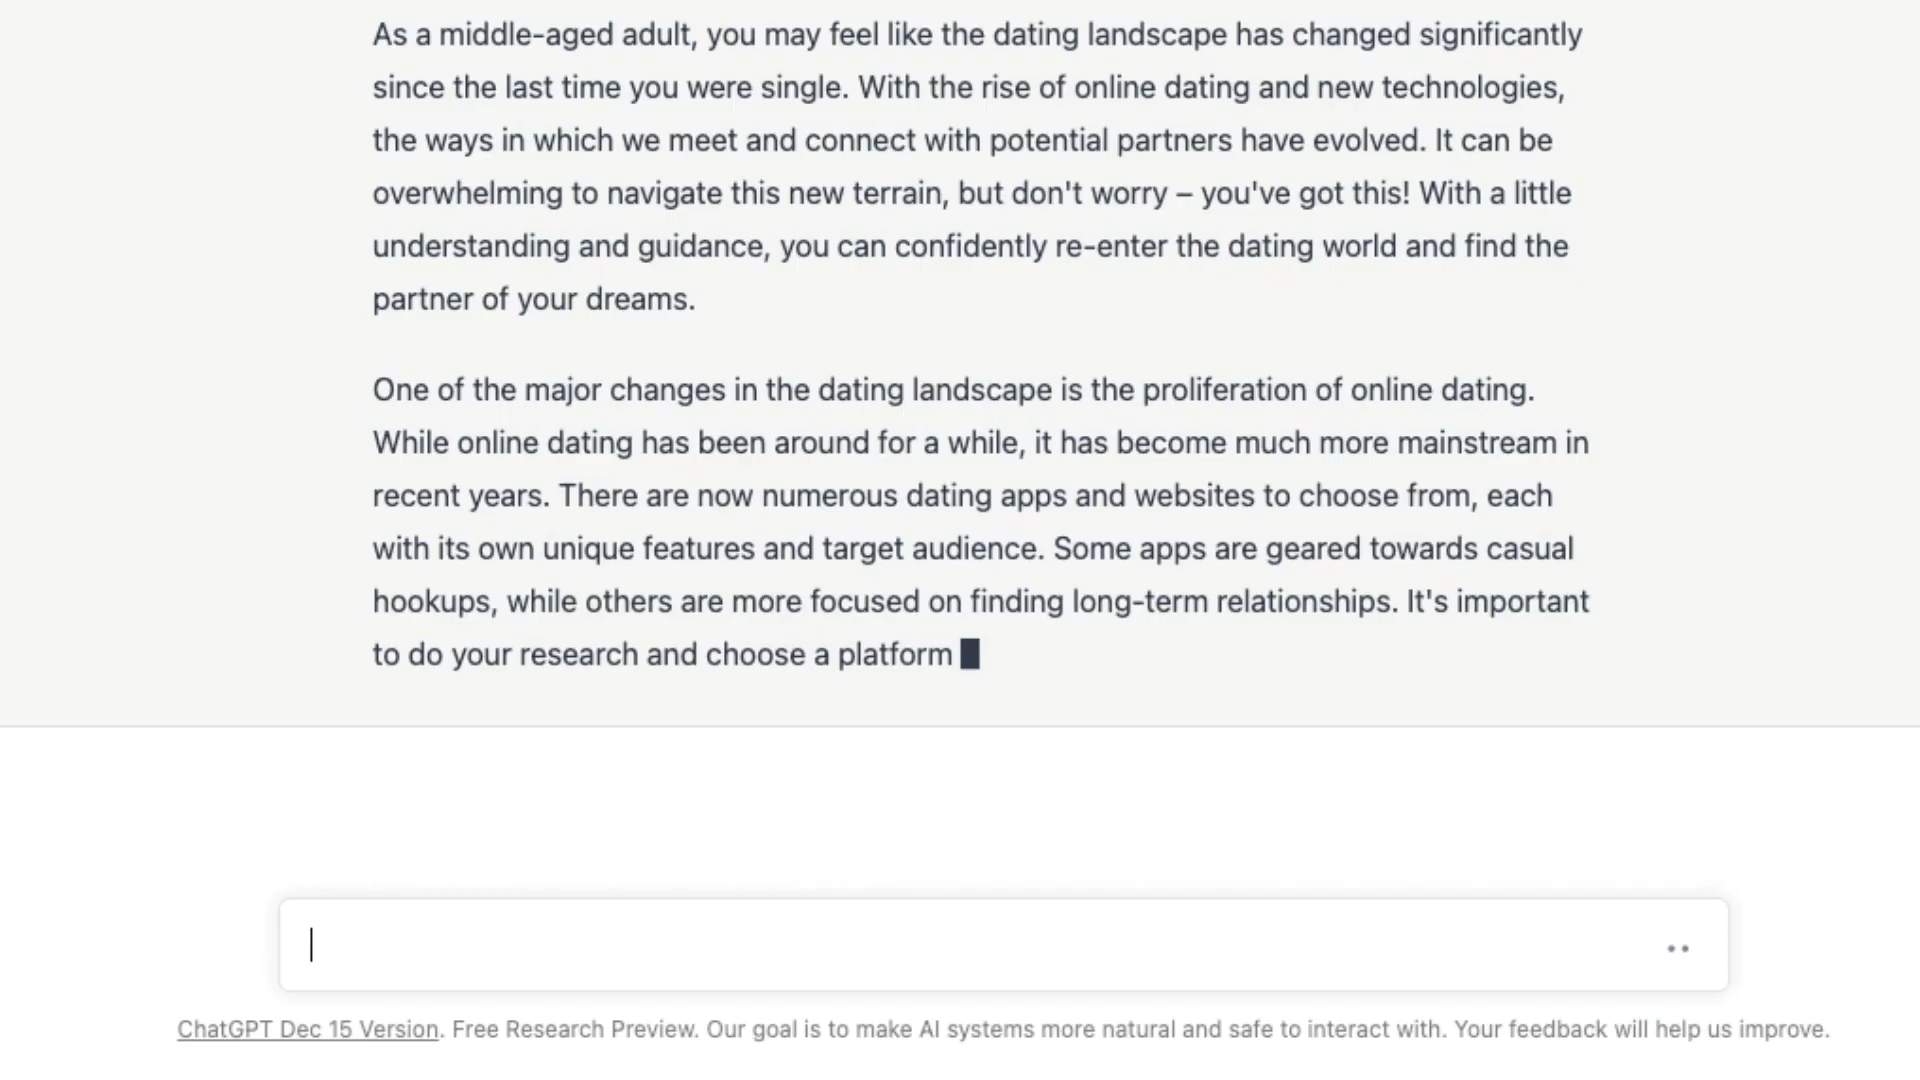 As a middle-aged adult, you may feel like the dating landscape has changed significantly
since the last time you were single. With the rise of online dating and new technologies,
the ways in which we meet and connect with potential partners have evolved. It can be
overwhelming to navigate this new terrain, but don't worry – you've got this! With a little
understanding and guidance, you can confidently re-enter the dating world and find the
partner of your dreams.
One of the major changes in the dating landscape is the proliferation of online dating.
While online dating has been around for a while, it has become much more mainstream in
recent years. There are now numerous dating apps and websites to choose from, each
with its own unique features and target audience. Some apps are geared towards casual
hookups, while others are more focused on finding long-term relationships. It's important
to do your research and choose a platform
ChatGPT Dec 15 Version. Free Research Preview. Our goal is to make AI systems more natural and safe to interact with. Your feedback will help us improve.